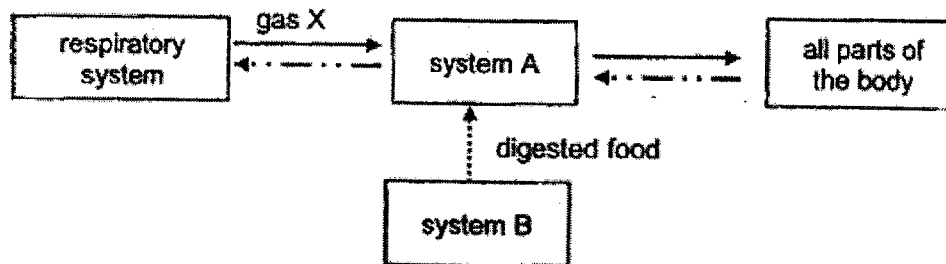 gas X
respiratory
system
system A
all parts of
the body
digested food
system B